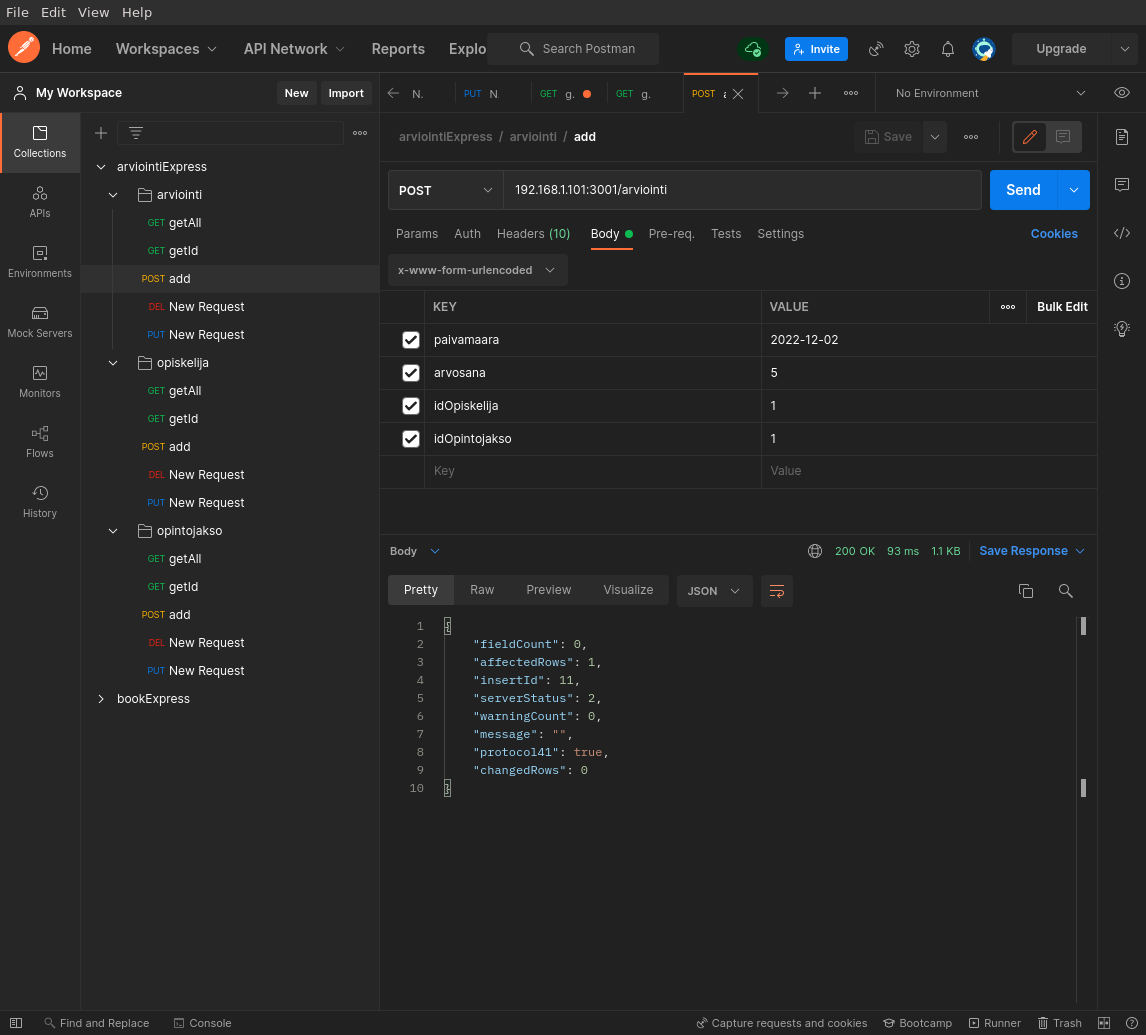 File Edit View Help
Home Workspaces API Network Reports Explo Search Postman Invite Upgrade
My Workspace New Import
N. PUT N. GET g. GET g. POST No Environment
Collections
APIs
Environments
Mock Servers
Monitors
Flows
History
arviointiExpress
arviointi
GET getAll
GET getId
POST add
DEL New Request
PUT New Request
opiskelija
GET getAll
GET getId
POST add
DEL New Request
PUT New Request
opintojakso
GET getAll
GET getId
POST add
DEL New Request
PUT New Request
bookExpress
arviointiExpress / arviointi / add Save
POST 192.168.1.101:3001/arviointi Send
Params Auth Headers (10) Body Pre-req. Tests Settings Cookies
x-www-form-urlencoded
KEY VALUE Bulk Edit
paivamaara 2022-12-02
arvosana 5
idOpiskelija 1
idOpintojakso 1
Key Value
Body 200 OK 93 ms 1.1 KB Save Response
Pretty Raw Preview Visualize JSON
1 {
2 "fieldCount": 0,
3 "affectedRows": 1,
4 "insertId": 11,
5 "serverStatus": 2,
6 "warningCount": 0,
7 "message": "",
8 "protocol41": true,
9 "changedRows": 0
10 }
Find and Replace Console Capture requests and cookies Bootcamp Runner Trash